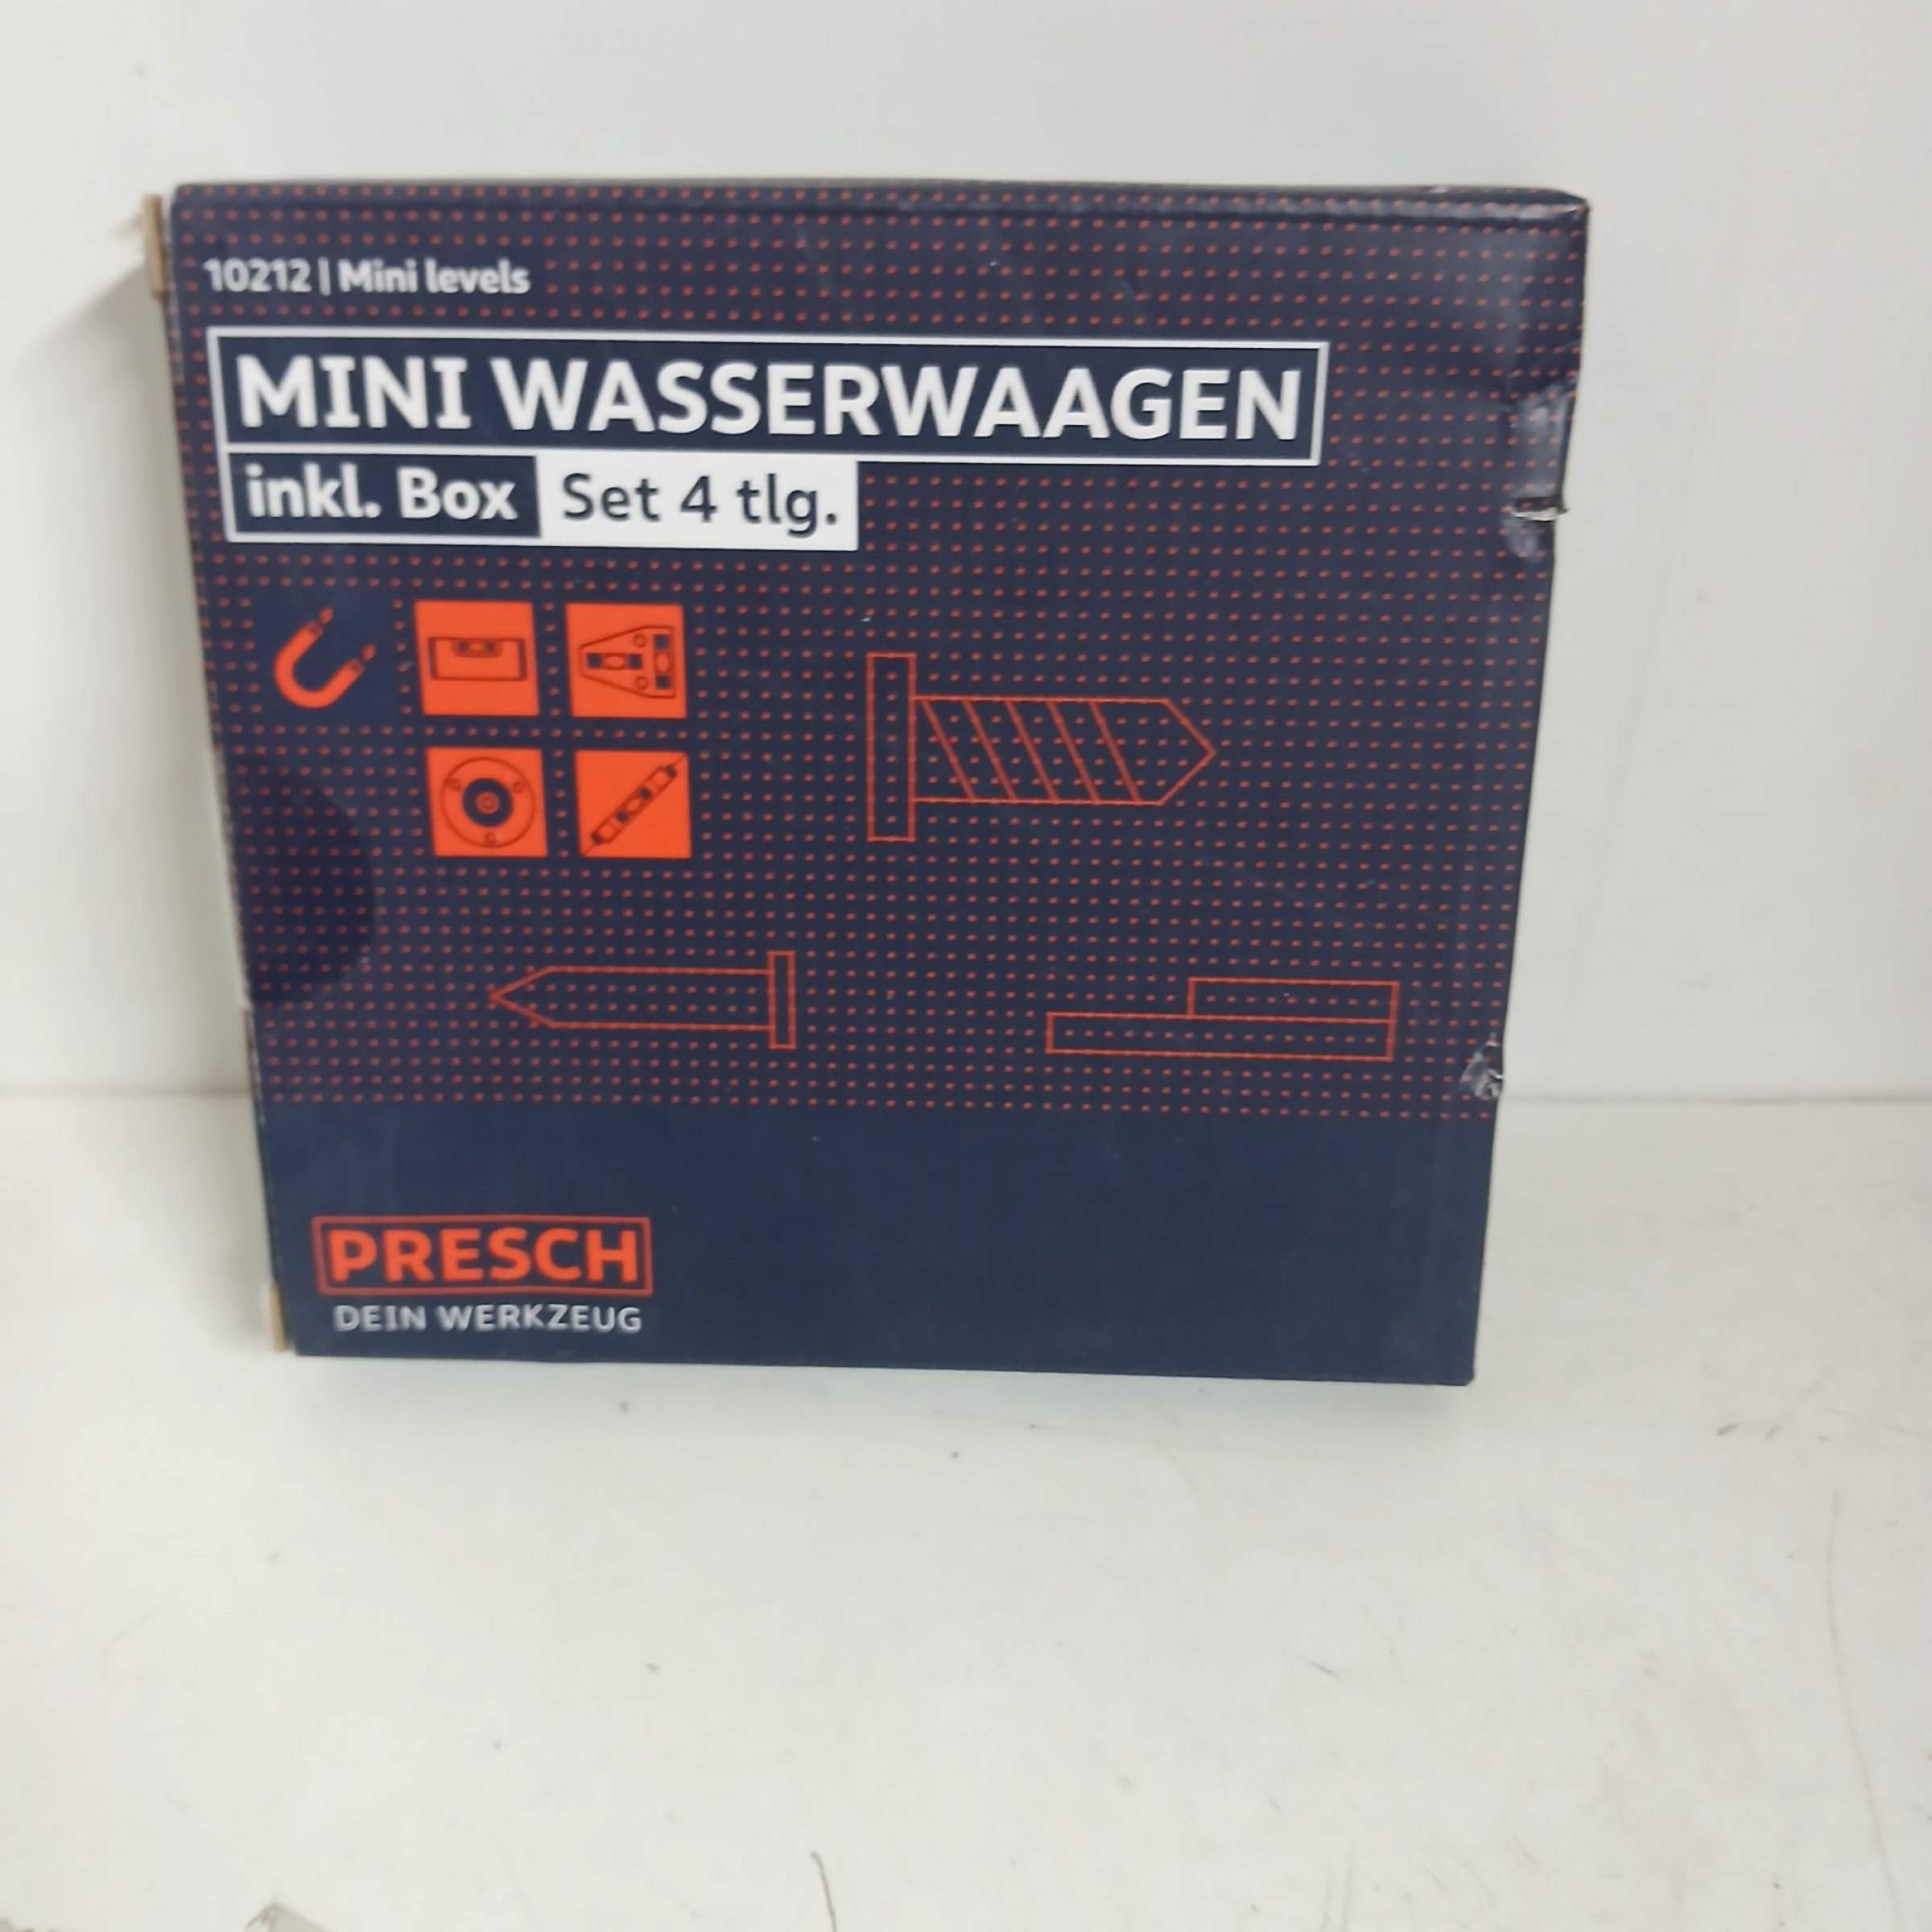 10212 | Mini levels
MINI WASSERWAAGEN
inkl. Box Set 4 tlg.
PRESCH
DEIN WERKZEUG